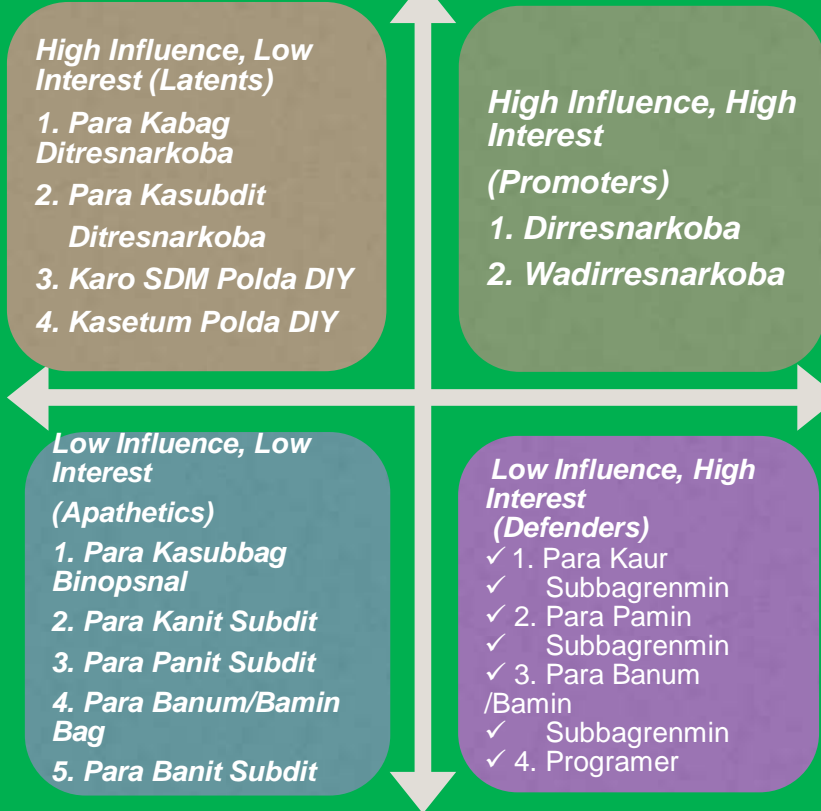 High Influence, Low
Interest (Latents)
1. Para Kabag
Ditresnarkoba
2. Para Kasubdit
Ditresnarkoba
3. Karo SDM Polda DIY
4. Kasetum Polda DIY
High Influence, High
Interest
(Promoters)
1. Dirresnarkoba
2. Wadirresnarkoba
Low Influence, Low
Interest
(Apathetics)
1. Para Kasubbag
Binopsnal
2. Para Kanit Subdit
3. Para Panit Subdit
4. Para Banum/Bamin
Bag
5. Para Banit Subdit
Low Influence, High
Interest
(Defenders)
✓ 1. Para Kaur
✓ Subbagrenmin
✓ 2. Para Pamin
✓ Subbagrenmin
✓ 3. Para Banum
/Bamin
✓ Subbagrenmin
✓ 4. Programer